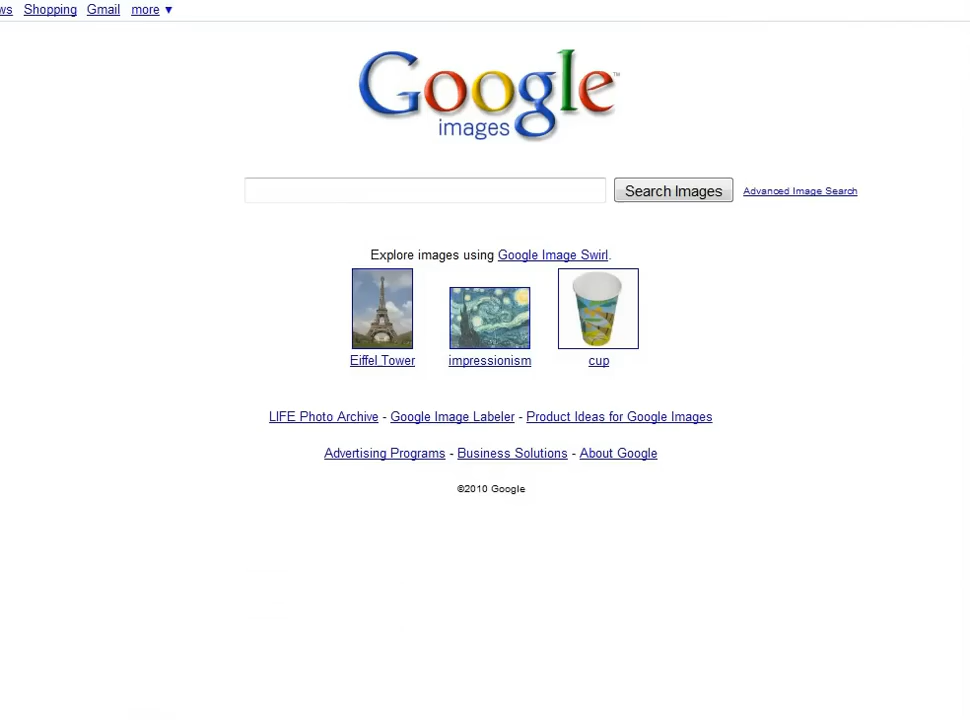 Shopping Gmail more ▼
Google™
images
Search Images Advanced Image Search
Explore images using Google Image Swirl.
Eiffel Tower impressionism cup
LIFE Photo Archive - Google Image Labeler - Product Ideas for Google Images
Advertising Programs - Business Solutions - About Google
©2010 Google